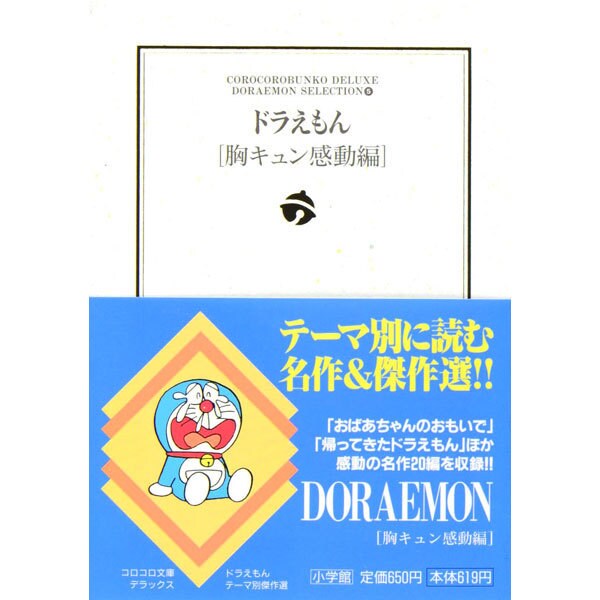 COROCOROBUNKO DELUXE
DORAEMON SELECTION❺
ドラえもん
[胸キュン感動編]
テーマ別に読む
名作&傑作選!!
「おばあちゃんのおもいで」
「帰ってきたドラえもん」ほか
感動の名作20編を収録!!
DORAEMON
[胸キュン感動編]
コロコロ文庫
デラックス
ドラえもん
テーマ別傑作選
小学館 定価650円 本体619円